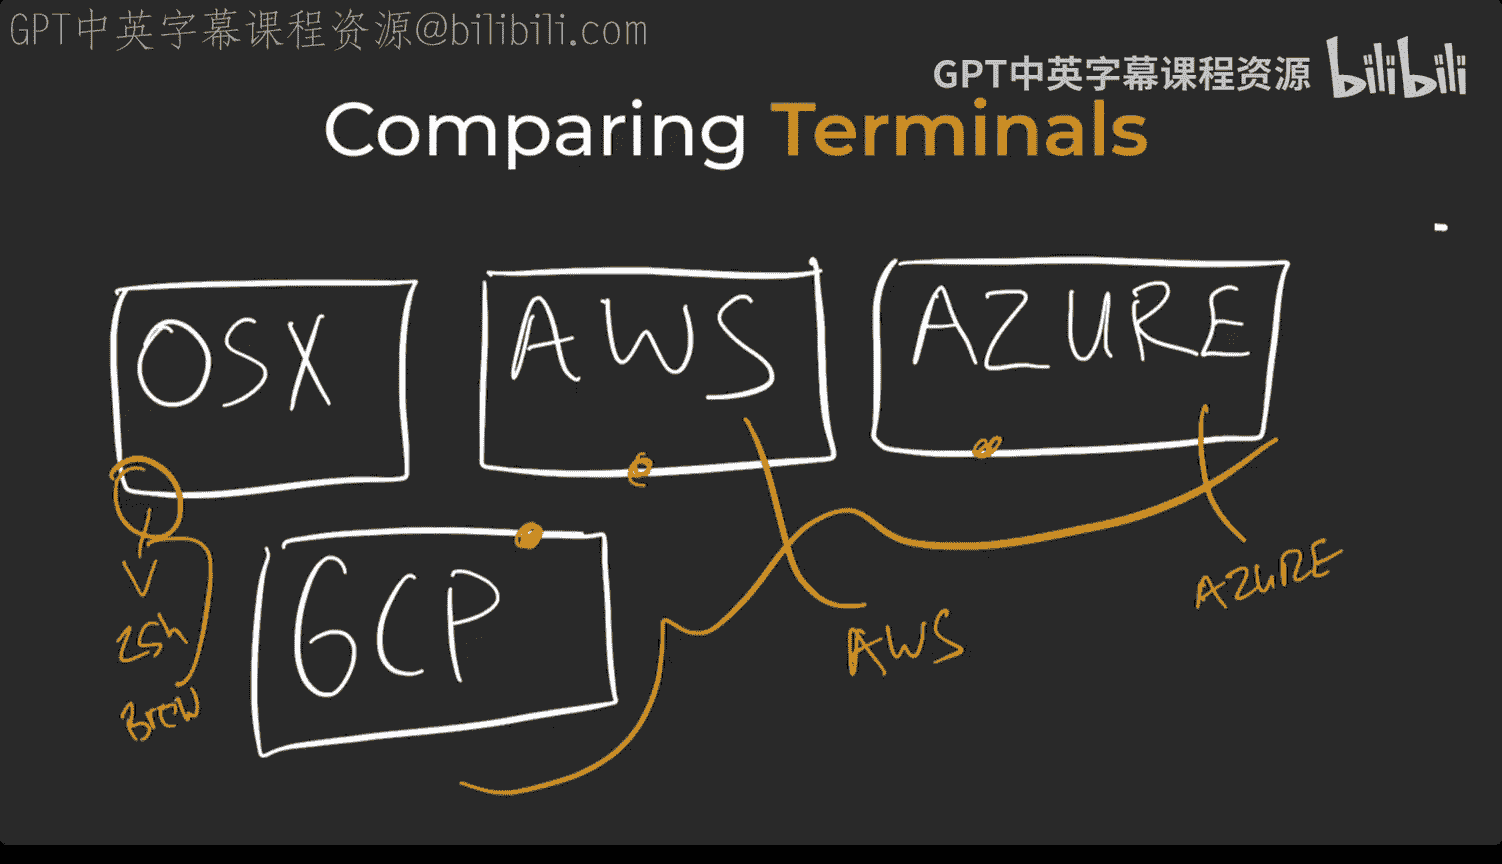 GPT中英字幕课程资源@bilibili.com
GPT中英字幕课程资源 bilibili
Comparing Terminals
OSX
AWS
AZURE
GCP
zsh
Brew
AWS
AZURE